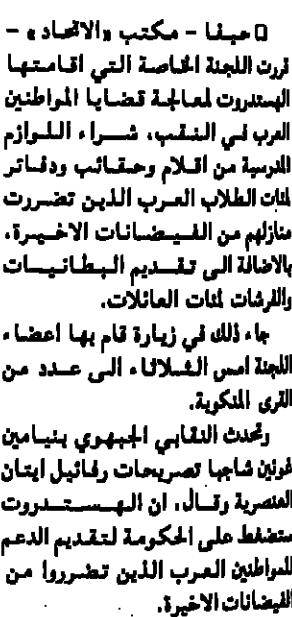 □ حيفا - مكتب «الاتحاد» -
قررت اللجنة الخاصة التي اقامتها
الهستدروت لمعالجة قضايا المواطنين
العرب في النقب، شراء اللوازم
المدرسية من اقلام وحقائب ودفاتر
لمئات الطلاب العرب الذين تضررت
منازلهم من الفيضانات الاخيرة،
بالاضافة الى تقديم البطانيات
والفرشات لمئات العائلات.
جاء ذلك في زيارة قام بها اعضاء
اللجنة امس الثلاثاء الى عدد من
القرى المنكوبة.
وتحدث النقابي الجبهوي بنيامين
غونين شاجبا تصريحات رفائيل ايتان
العنصرية وقال، ان الهستدروت
ستضغط على الحكومة لتقديم الدعم
للمواطنين العرب الذين تضرروا من
الفيضانات الاخيرة.